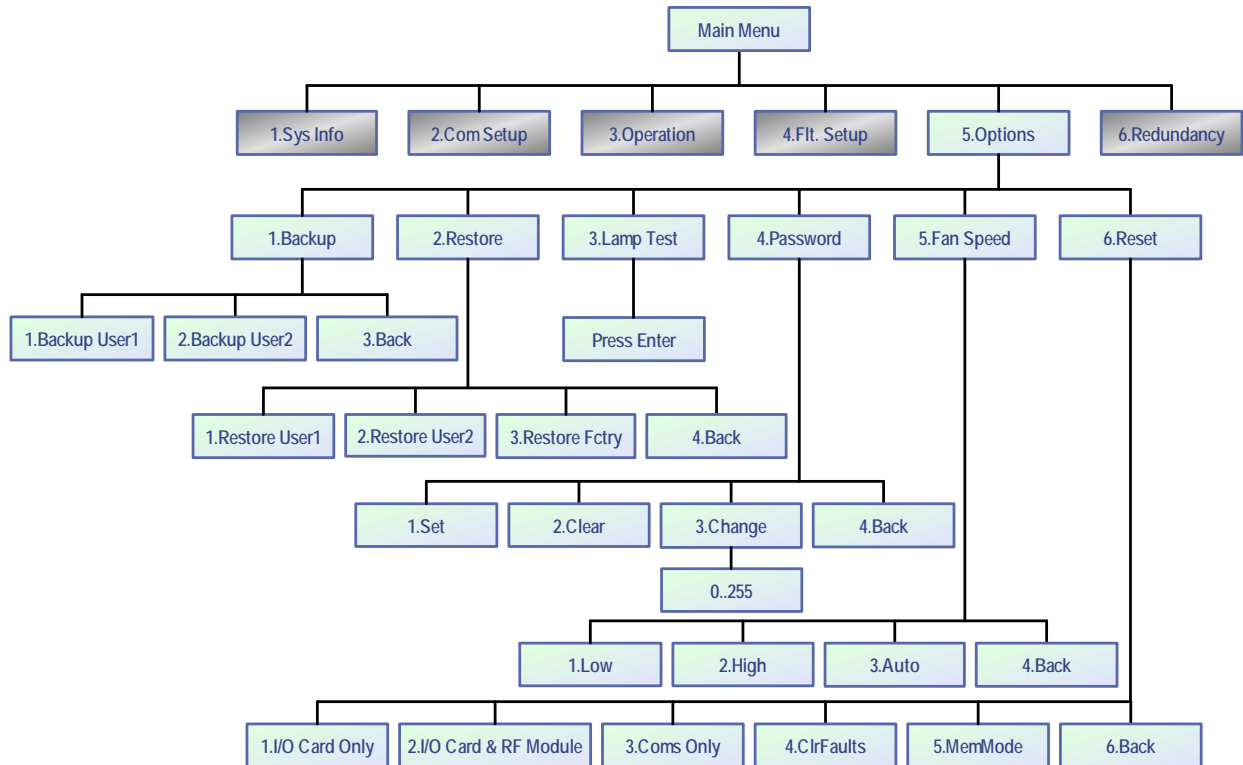 Main Menu
1.Sys Info
2.Com Setup
3.Operation
4.Flt. Setup
5.Options
6.Redundancy
1.Backup
2.Restore
3.Lamp Test
4.Password
5.Fan Speed
6.Reset
1.Backup User1
2.Backup User2
3.Back
Press Enter
1.Restore User1
2.Restore User2
3.Restore Fctry
4.Back
1.Set
2.Clear
3.Change
4.Back
0..255
1.Low
2.High
3.Auto
4.Back
1.I/O Card Only
2.I/O Card & RF Module
3.Coms Only
4.ClrFaults
5.MemMode
6.Back